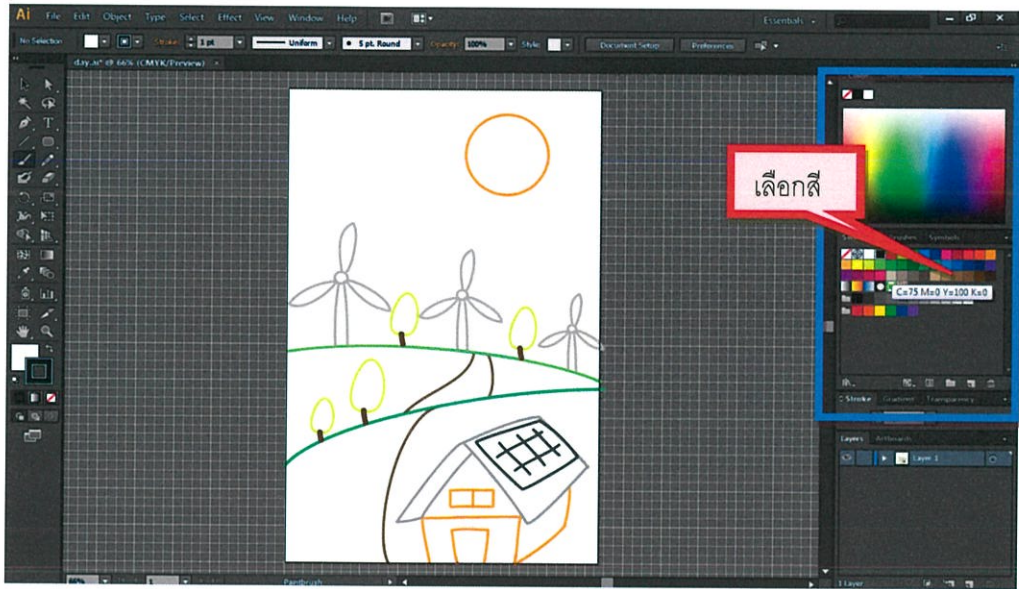 Ai File Edit Object Type Select Effect View Window Help Essentials
No Selection Stroke: 1 pt Uniform 5 pt. Round Opacity: 100% Style: Document Setup Preferences
day.ai* @ 66% (CMYK/Preview) ×
เลือกสี
Brushes Symbols
C=75 M=0 Y=100 K=0
Stroke Gradient Transparency
Layers Artboards
Layer 1
66% 1 Paintbrush
1 Layer